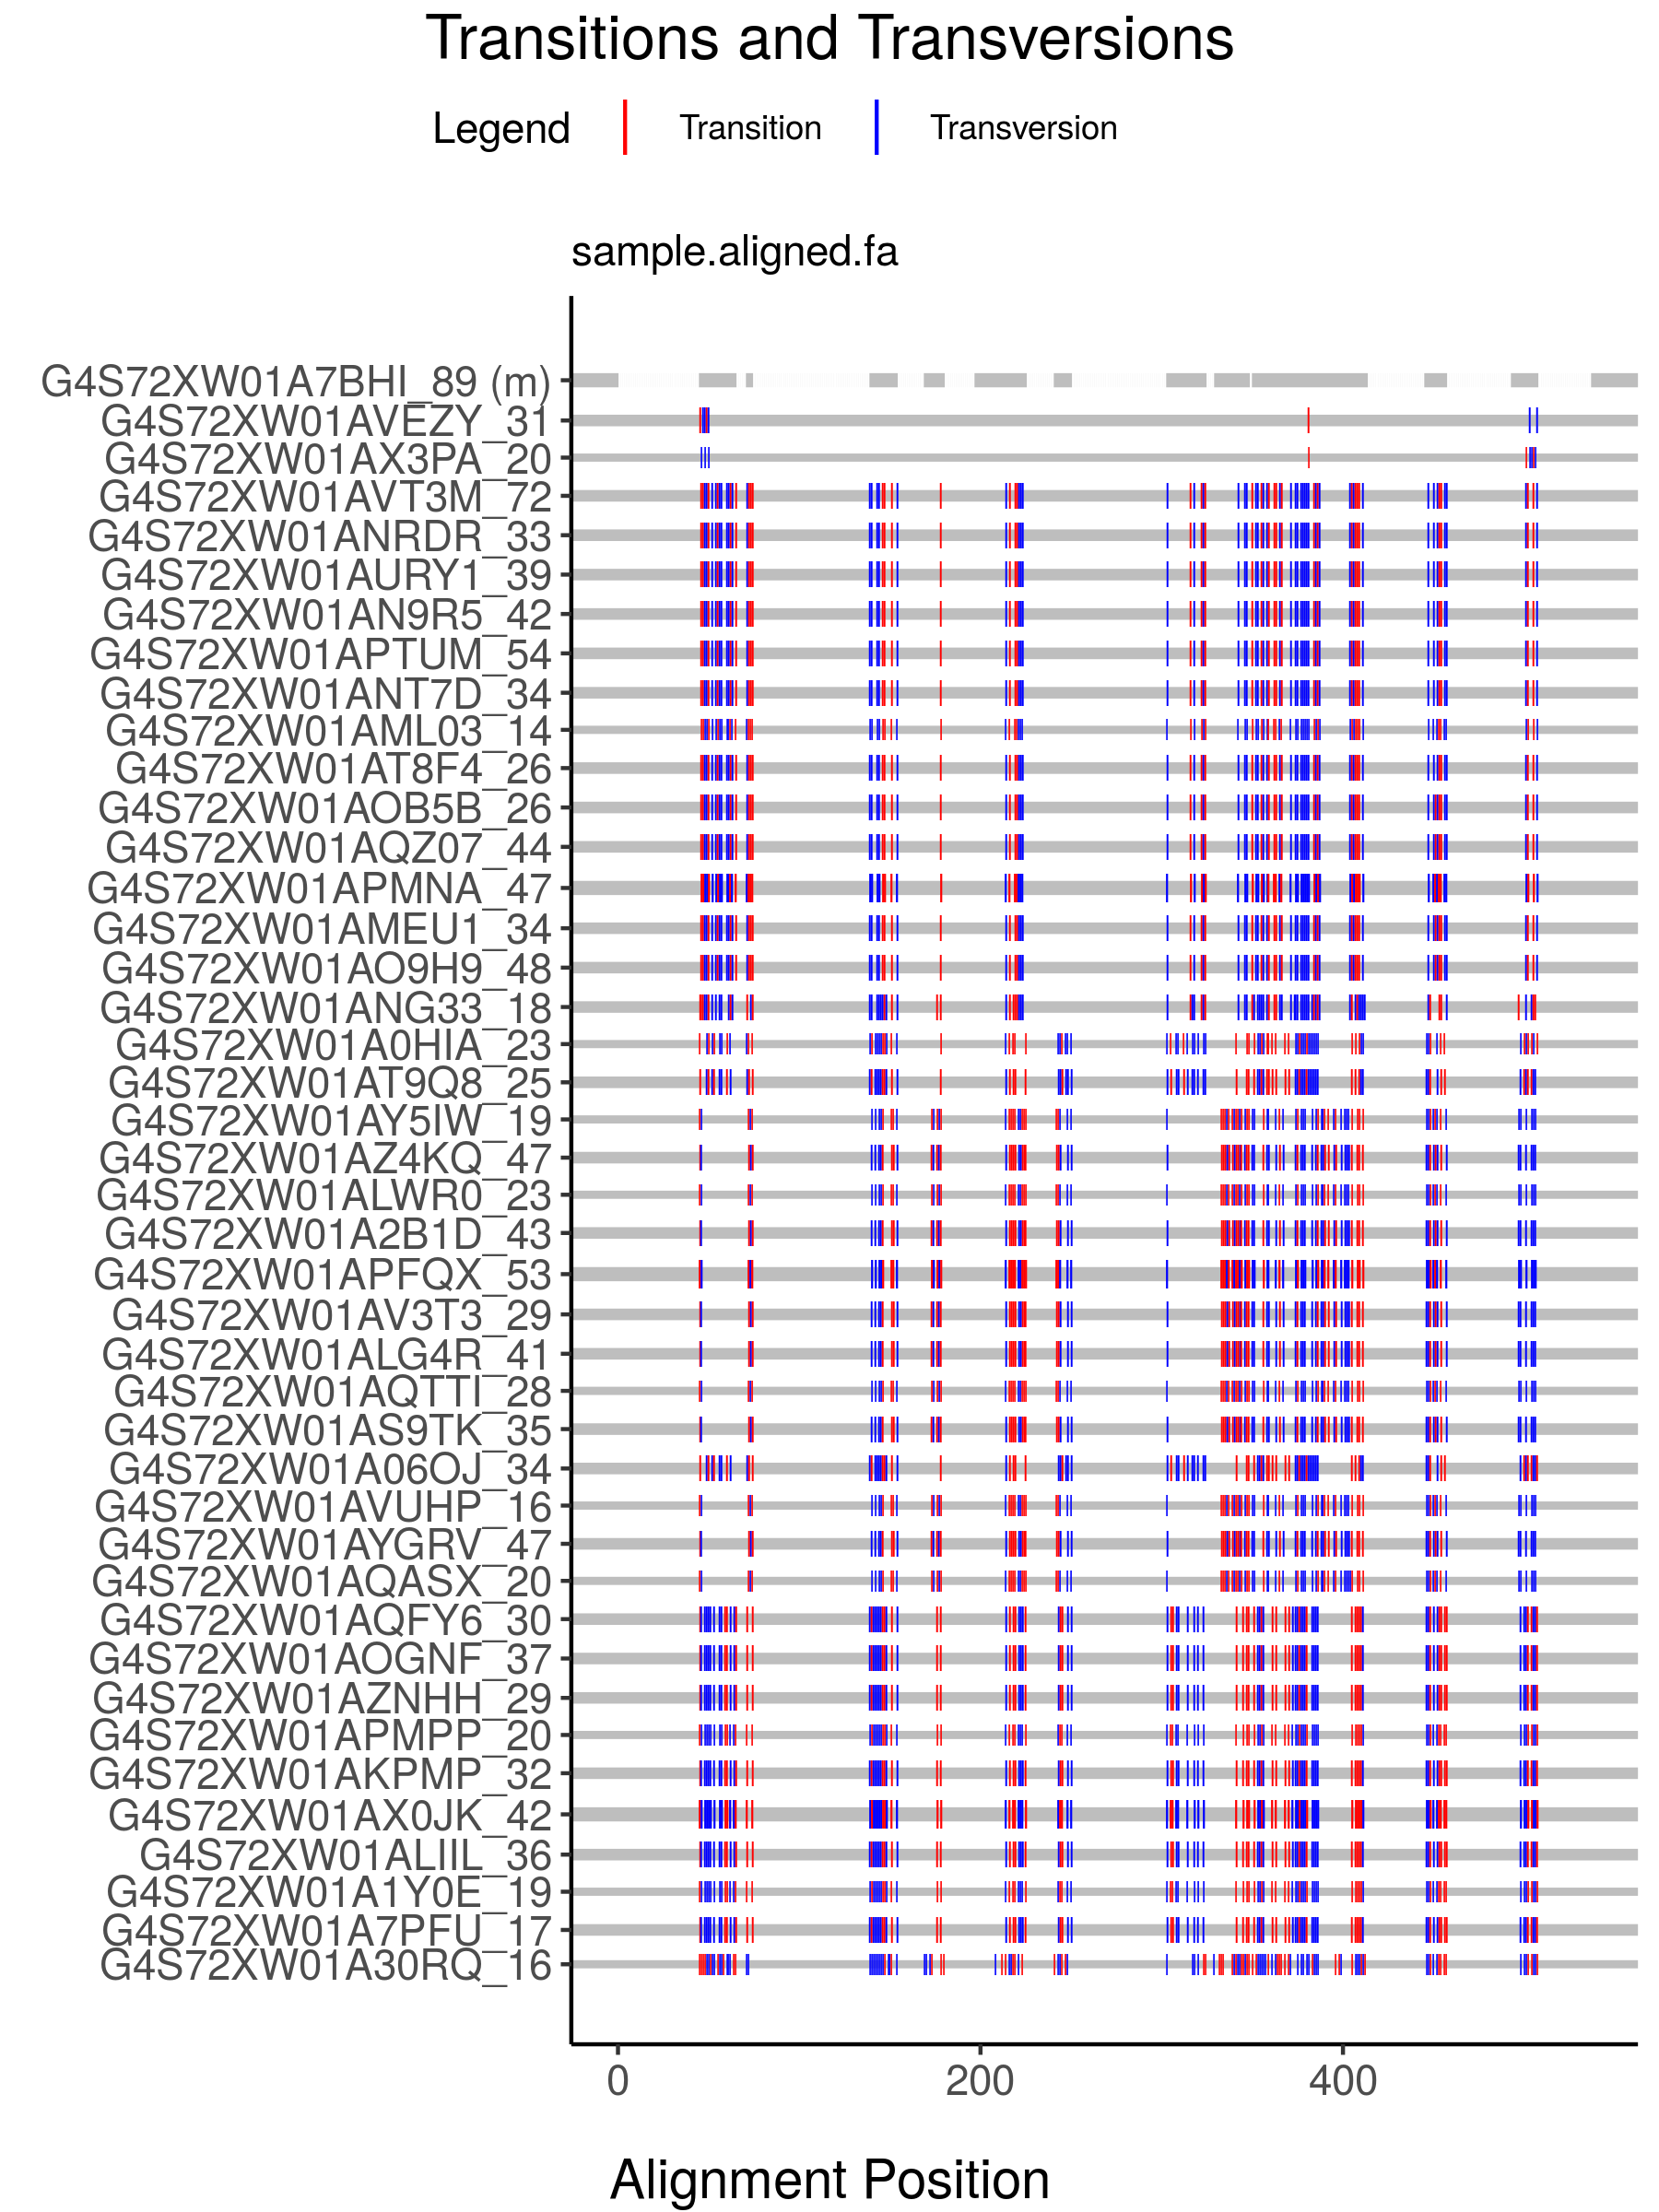 Transitions and Transversions
Legend Transition Transversion
sample.aligned.fa
G4S72XW01A7BHI_89 (m)
G4S72XW01AVEZY_31
G4S72XW01AX3PA_20
G4S72XW01AVT3M_72
G4S72XW01ANRDR_33
G4S72XW01AURY1_39
G4S72XW01AN9R5_42
G4S72XW01APTUM_54
G4S72XW01ANT7D_34
G4S72XW01AML03_14
G4S72XW01AT8F4_26
G4S72XW01AOB5B_26
G4S72XW01AQZ07_44
G4S72XW01APMNA_47
G4S72XW01AMEU1_34
G4S72XW01AO9H9_48
G4S72XW01ANG33_18
G4S72XW01A0HIA_23
G4S72XW01AT9Q8_25
G4S72XW01AY5IW_19
G4S72XW01AZ4KQ_47
G4S72XW01ALWR0_23
G4S72XW01A2B1D_43
G4S72XW01APFQX_53
G4S72XW01AV3T3_29
G4S72XW01ALG4R_41
G4S72XW01AQTTI_28
G4S72XW01AS9TK_35
G4S72XW01A06OJ_34
G4S72XW01AVUHP_16
G4S72XW01AYGRV_47
G4S72XW01AQASX_20
G4S72XW01AQFY6_30
G4S72XW01AOGNF_37
G4S72XW01AZNHH_29
G4S72XW01APMPP_20
G4S72XW01AKPMP_32
G4S72XW01AX0JK_42
G4S72XW01ALIIL_36
G4S72XW01A1Y0E_19
G4S72XW01A7PFU_17
G4S72XW01A30RQ_16
0 200 400
Alignment Position